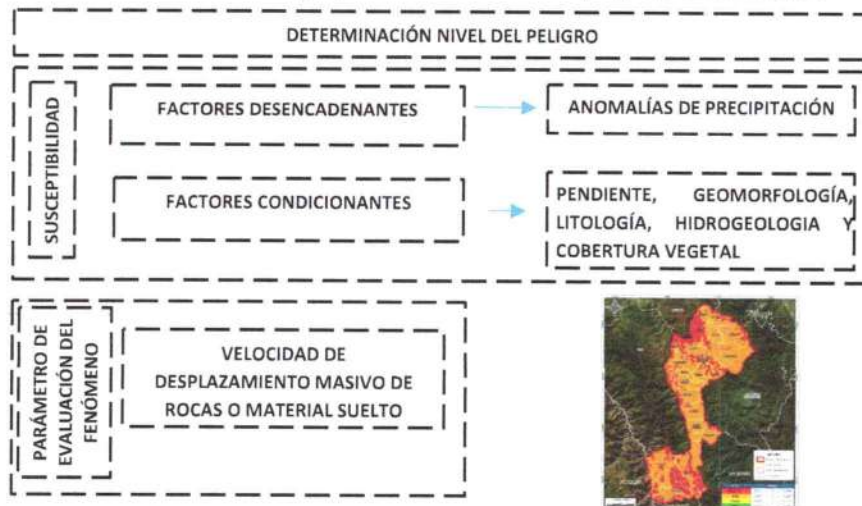 DETERMINACIÓN NIVEL DEL PELIGRO
SUSCEPTIBILIDAD
FACTORES DESENCADENANTES
ANOMALÍAS DE PRECIPITACIÓN
FACTORES CONDICIONANTES
PENDIENTE, GEOMORFOLOGÍA,
LITOLOGÍA, HIDROGEOLOGIA Y
COBERTURA VEGETAL
PARÁMETRO DE
EVALUACIÓN DEL
FENÓMENO
VELOCIDAD DE
DESPLAZAMIENTO MASIVO DE
ROCAS O MATERIAL SUELTO